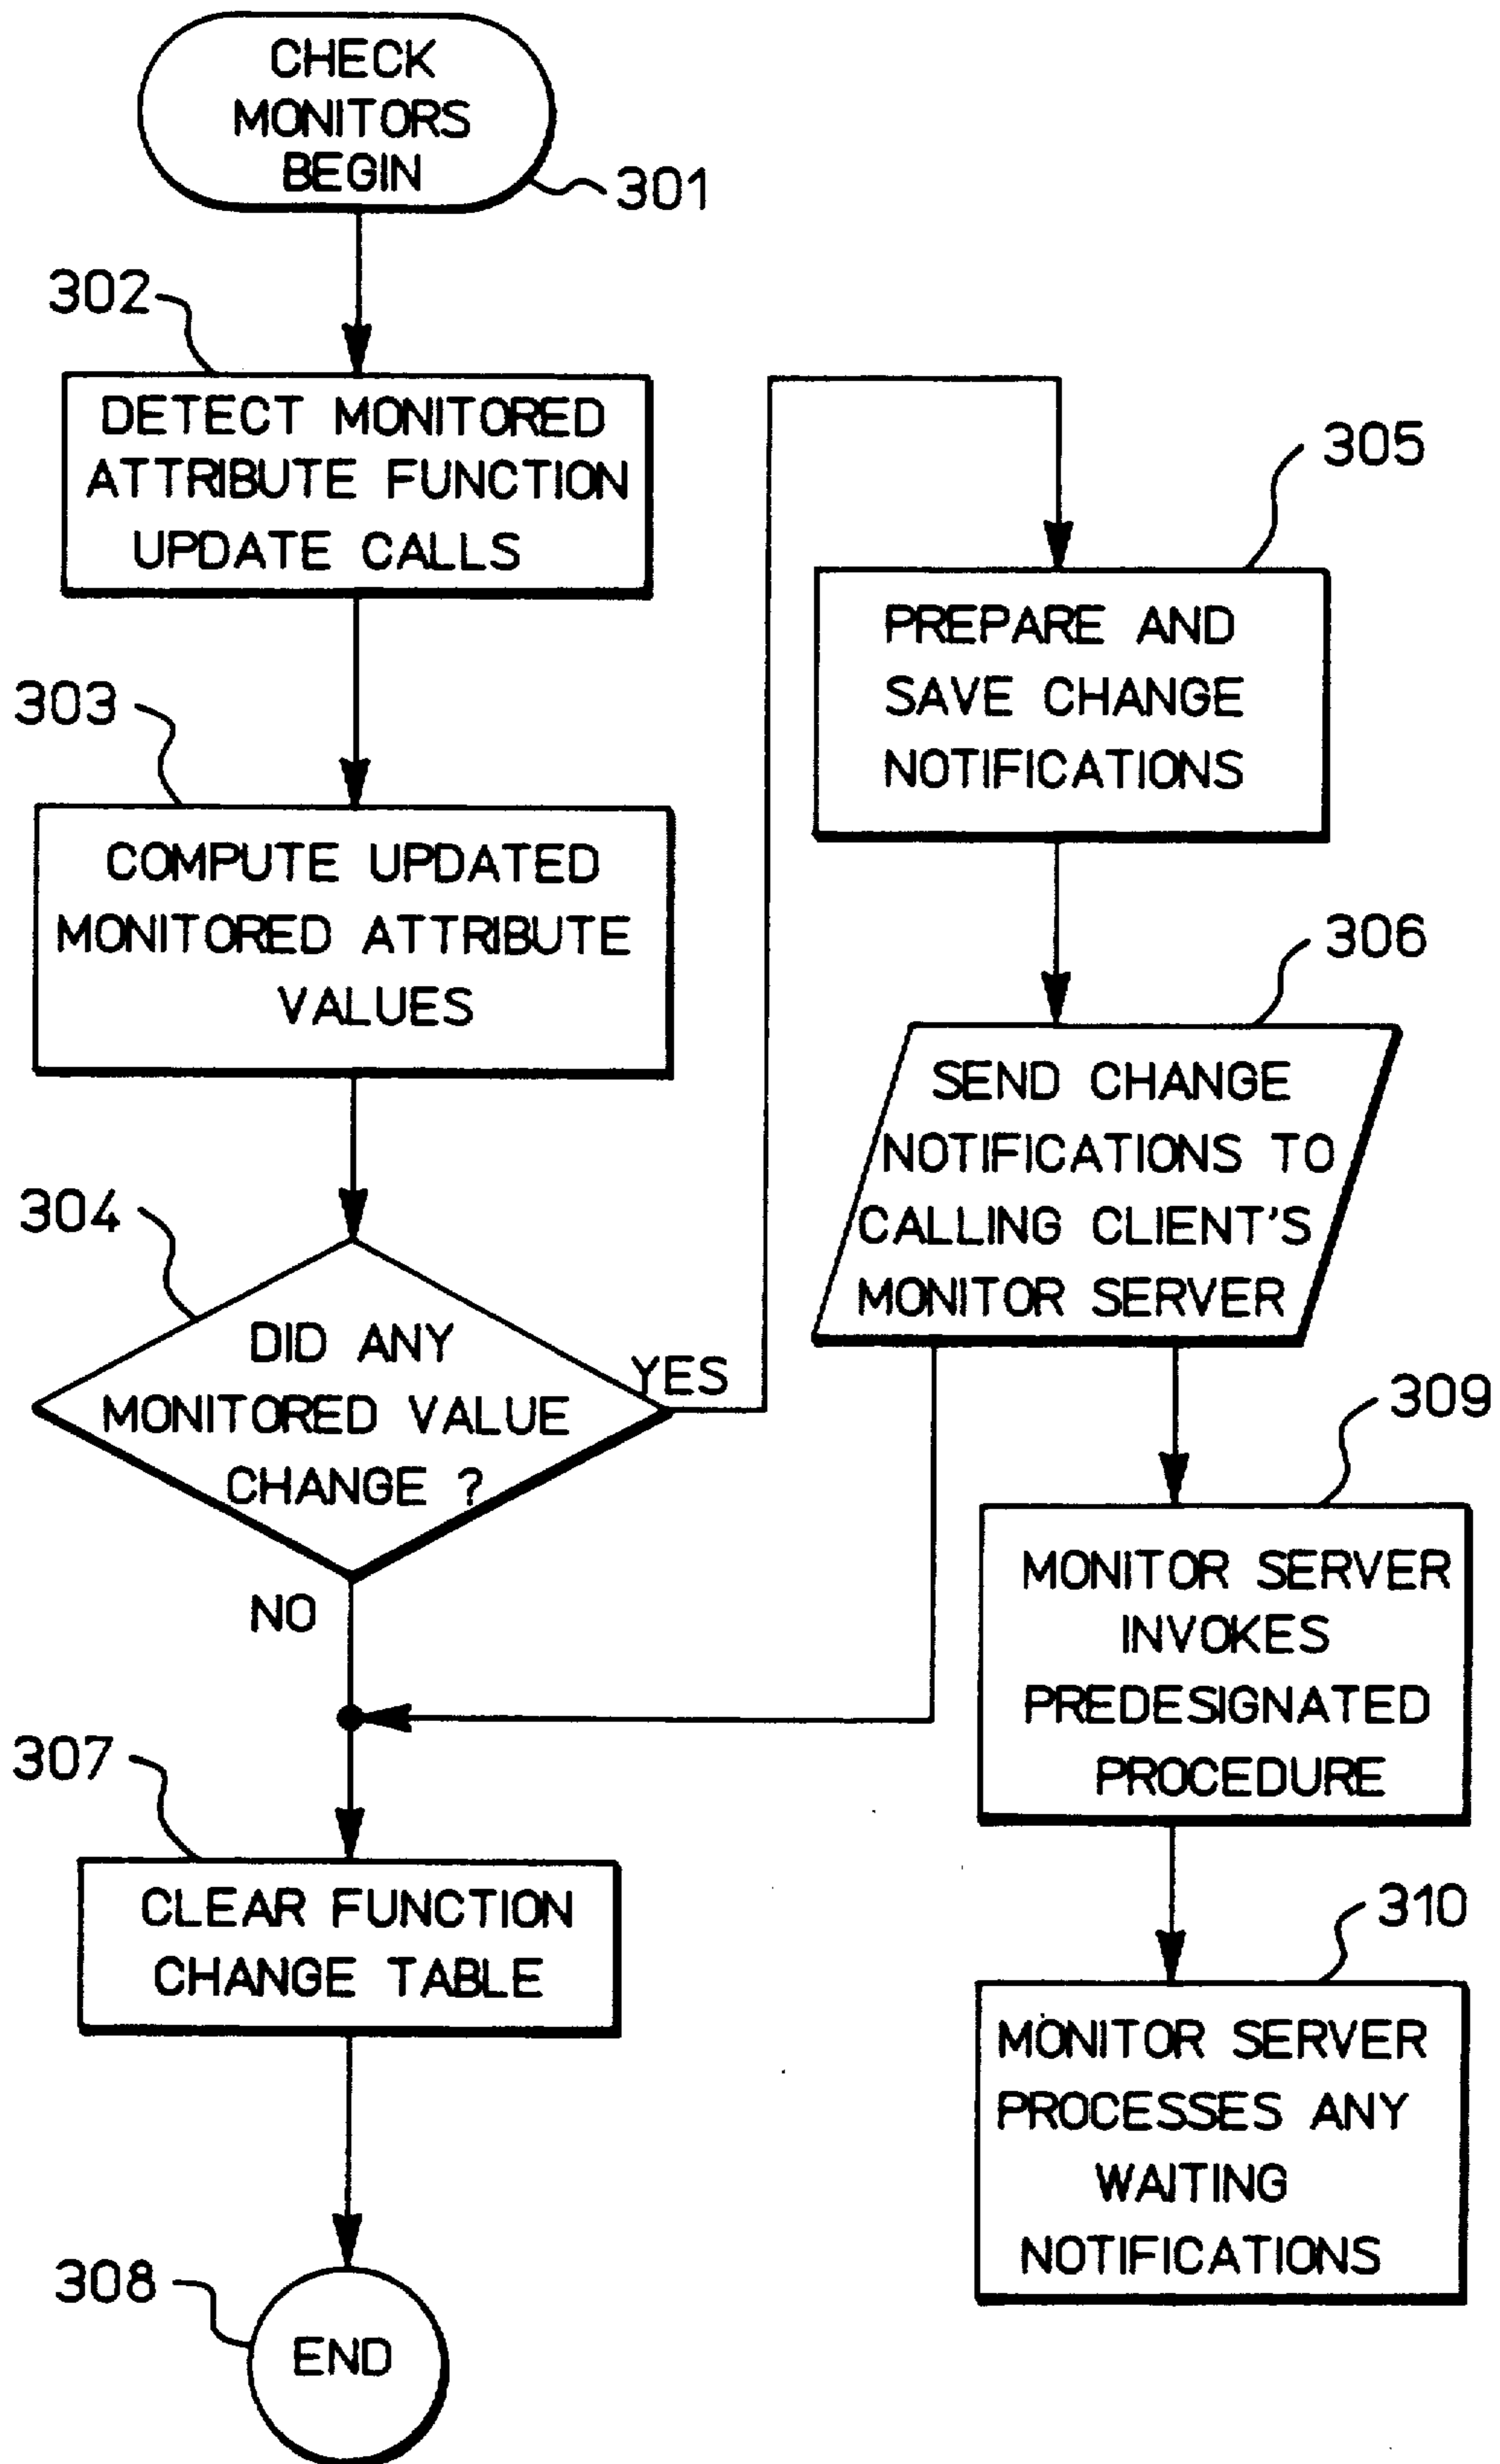 CHECK
MONITORS
BEGIN
301
302
DETECT MONITORED
ATTRIBUTE FUNCTION
UPDATE CALLS
303
COMPUTE UPDATED
MONITORED ATTRIBUTE
VALUES
304
DID ANY
MONITORED VALUE
CHANGE ?
YES
NO
305
PREPARE AND
SAVE CHANGE
NOTIFICATIONS
306
SEND CHANGE
NOTIFICATIONS TO
CALLING CLIENT'S
MONITOR SERVER
307
CLEAR FUNCTION
CHANGE TABLE
308
END
309
MONITOR SERVER
INVOKES
PREDESIGNATED
PROCEDURE
310
MONITOR SERVER
PROCESSES ANY
WAITING
NOTIFICATIONS